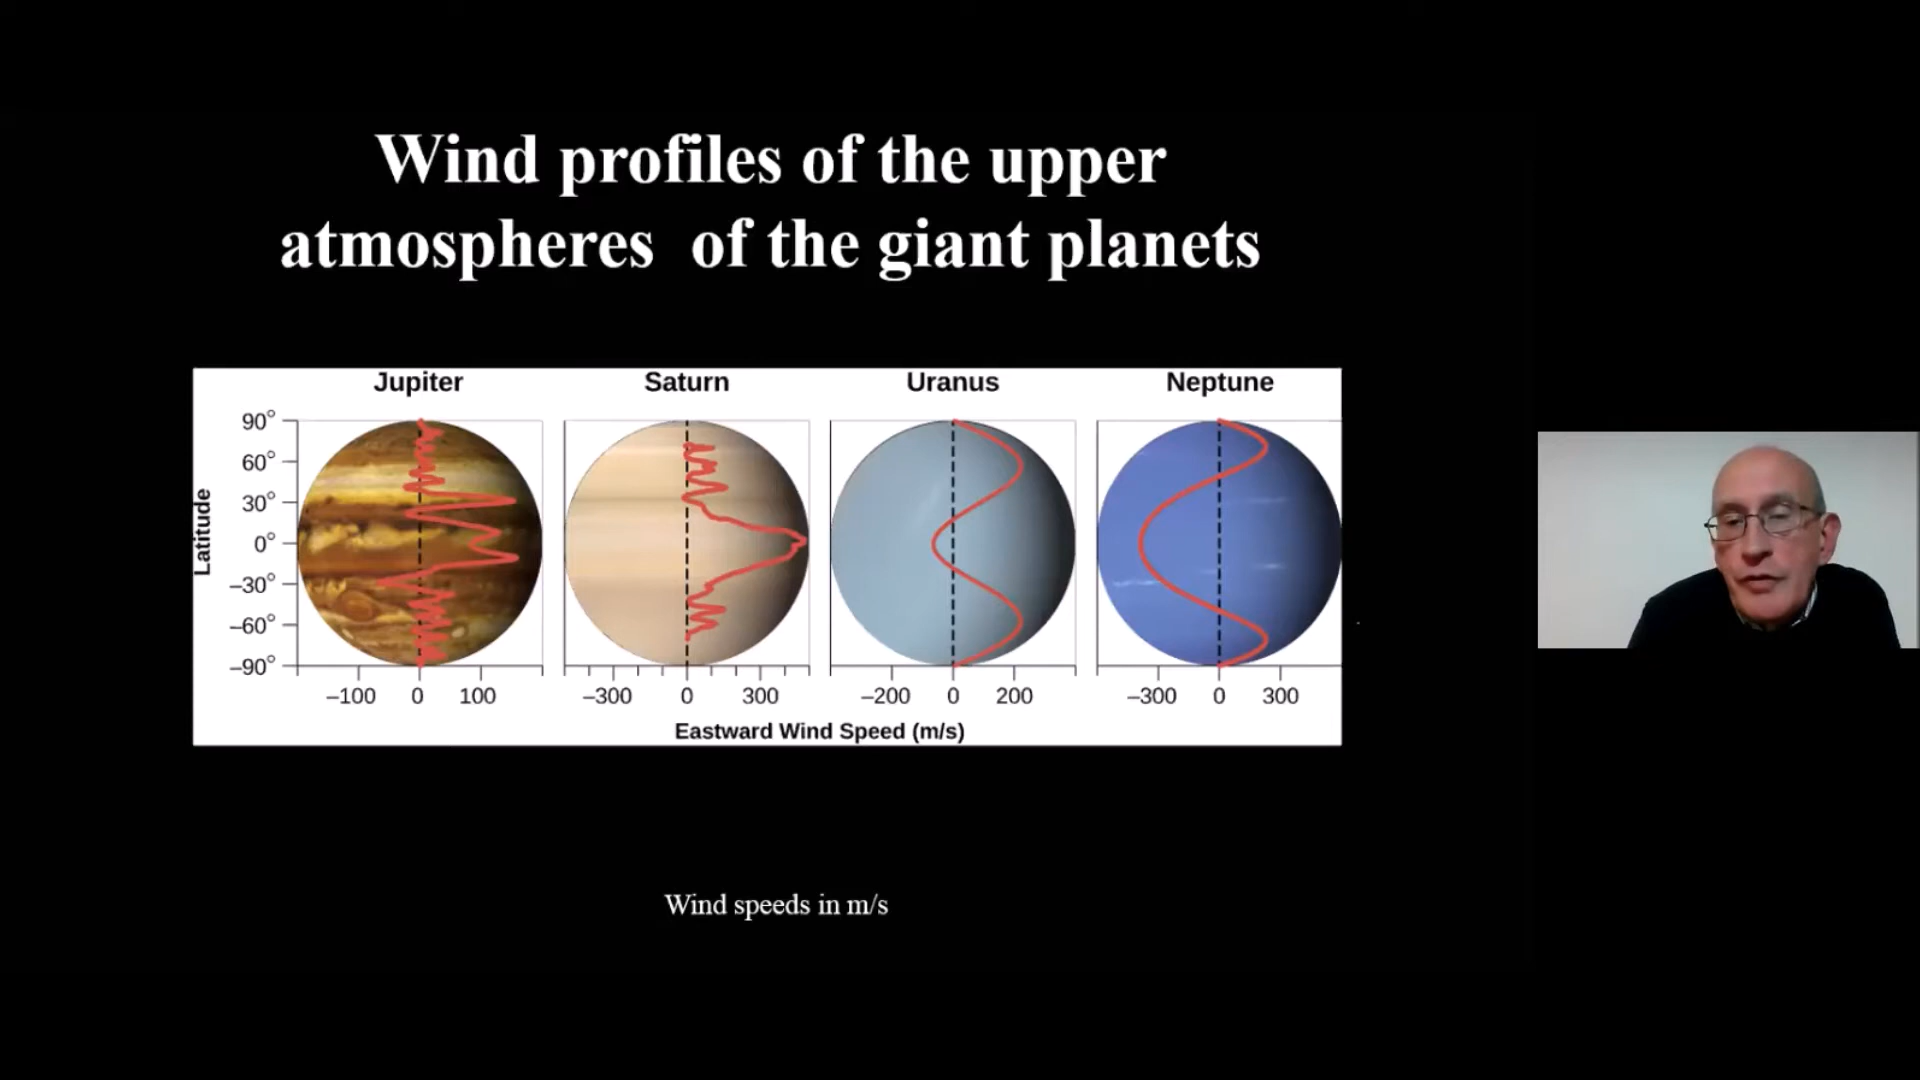 Wind profiles of the upper
atmospheres of the giant planets
Jupiter Saturn Uranus Neptune
Latitude
90°
60°
30°
0°
–30°
–60°
–90°
–100 0 100 –300 0 300 –200 0 200 –300 0 300
Eastward Wind Speed (m/s)
Wind speeds in m/s